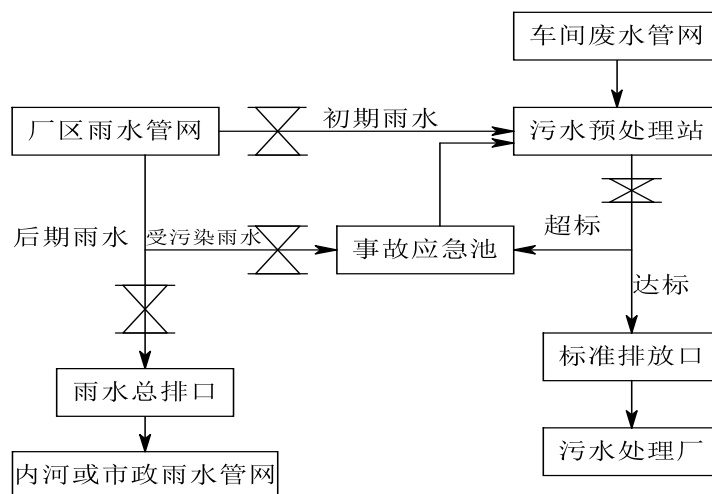 车间废水管网
厂区雨水管网
初期雨水
污水预处理站
后期雨水
受污染雨水
事故应急池
超标
达标
标准排放口
雨水总排口
污水处理厂
内河或市政雨水管网